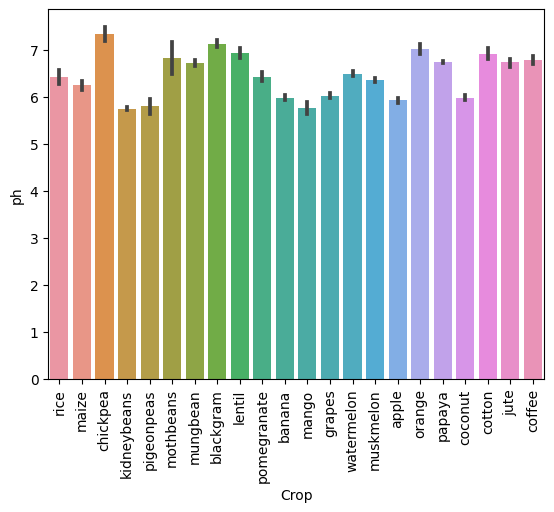 7
6
5
4
3
2
1
0
ph
rice
maize
chickpea
kidneybeans
pigeonpeas
mothbeans
mungbean
blackgram
lentil
pomegranate
banana
mango
grapes
watermelon
muskmelon
apple
orange
papaya
coconut
cotton
jute
coffee
Crop